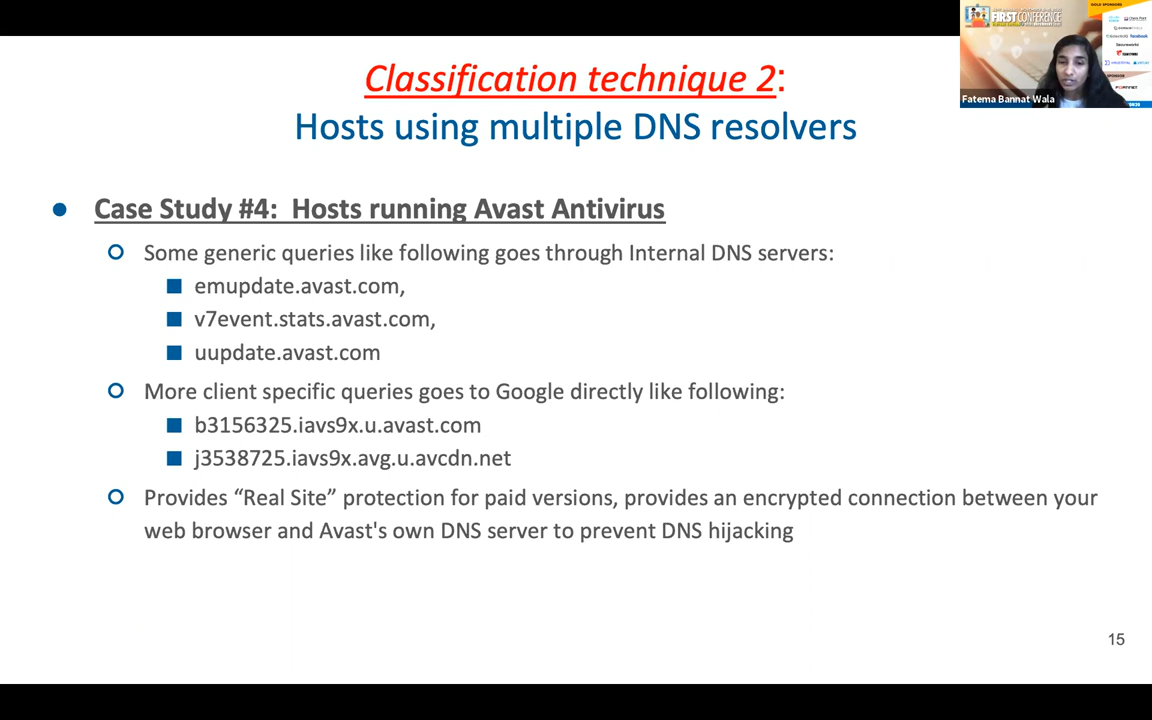 Classification technique 2:
Hosts using multiple DNS resolvers
Case Study #4: Hosts running Avast Antivirus
Some generic queries like following goes through Internal DNS servers:
emupdate.avast.com,
v7event.stats.avast.com,
uupdate.avast.com
More client specific queries goes to Google directly like following:
b3156325.iavs9x.u.avast.com
j3538725.iavs9x.avg.u.avcdn.net
Provides “Real Site” protection for paid versions, provides an encrypted connection between your
web browser and Avast's own DNS server to prevent DNS hijacking
15
FIRST CONFERENCE
Fatema Bannat Wala